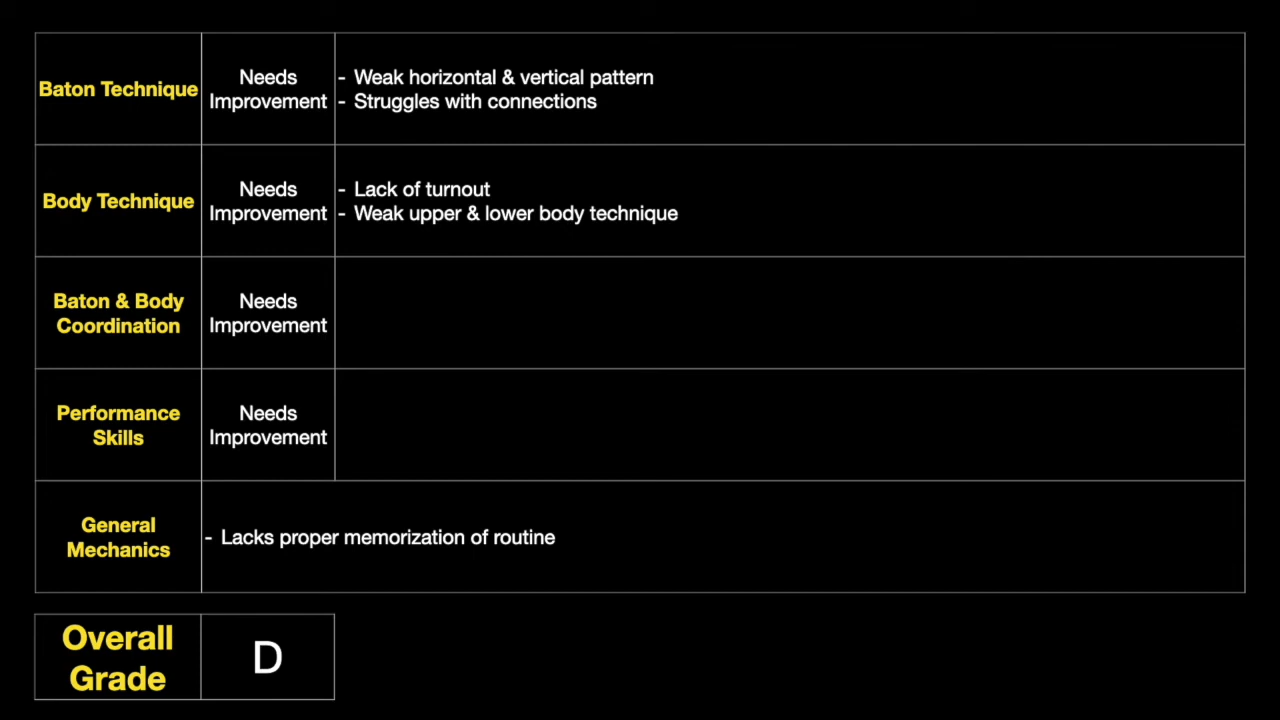 Baton Technique
Needs
Improvement
- Weak horizontal & vertical pattern
- Struggles with connections
Body Technique
Needs
Improvement
- Lack of turnout
- Weak upper & lower body technique
Baton & Body
Coordination
Needs
Improvement
Performance
Skills
Needs
Improvement
General
Mechanics
- Lacks proper memorization of routine
Overall
Grade
D